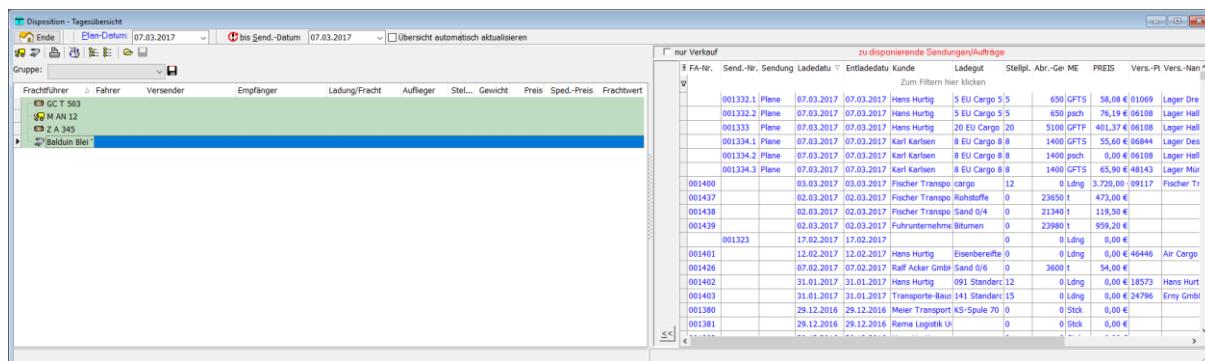 Disposition - Tagesübersicht
Ende Plan-Datum: 07.03.2017 bis Send.-Datum 07.03.2017 Übersicht automatisch aktualisieren
Gruppe:
Frachtführer Fahrer Versender Empfänger Ladung/Fracht Auflieger Stel... Gewicht Preis Sped.-Preis Frachtwert
GC T 503
M AN 12
Z A 345
Balduin Blei
nur Verkauf zu disponierende Sendungen/Aufträge
FA-Nr. Send.-Nr. Sendung Ladedatu Entladedatu Kunde Ladegut Stellpl. Abr.-Gev ME PREIS Vers.-Pl Vers.-Nan
Zum Filtern hier klicken
001332.1 Plane 07.03.2017 07.03.2017 Hans Hurtig 5 EU Cargo 5 5 650 GFTS 58,08 € 01069 Lager Dre
001332.2 Plane 07.03.2017 07.03.2017 Hans Hurtig 5 EU Cargo 5 5 650 psch 76,19 € 06108 Lager Hall
001333 Plane 07.03.2017 07.03.2017 Hans Hurtig 20 EU Cargo 20 5100 GFTF 401,37 € 06108 Lager Hall
001334.1 Plane 07.03.2017 07.03.2017 Karl Karlsen 8 EU Cargo 8 8 1400 GFTS 55,60 € 06844 Lager Des
001334.2 Plane 07.03.2017 07.03.2017 Karl Karlsen 8 EU Cargo 8 8 1400 psch 0,00 € 06108 Lager Hall
001334.3 Plane 07.03.2017 07.03.2017 Karl Karlsen 8 EU Cargo 8 8 1400 GFTS 65,90 € 48143 Lager Mün
001400 03.03.2017 03.03.2017 Fischer Transpo cargo 12 0 Ldng 3.720,00 09117 Fischer Tr
001437 02.03.2017 02.03.2017 Fischer Transpo Rohstoffe 0 23650 t 473,00 €
001438 02.03.2017 02.03.2017 Fischer Transpo Sand 0/4 0 21340 t 119,50 €
001439 02.03.2017 02.03.2017 Fuhrunternehme Bitumen 0 23980 t 959,20 €
001323 17.02.2017 17.02.2017 0 0 Ldng 0,00 €
001401 12.02.2017 12.02.2017 Hans Hurtig Eisenbereifte 0 0 Ldng 0,00 € 46446 Air Cargo
001426 07.02.2017 07.02.2017 Ralf Acker GmbH Sand 0/6 0 3600 t 54,00 €
001402 31.01.2017 31.01.2017 Hans Hurtig 091 Standarc 12 0 Ldng 0,00 € 18573 Hans Hurt
001403 31.01.2017 31.01.2017 Transporte-Baus 141 Standarc 15 0 Ldng 0,00 € 24796 Erny Gmbl
001380 29.12.2016 29.12.2016 Meier Transport KS-Spule 70 0 0 Stck 0,00 €
001381 29.12.2016 29.12.2016 Rema Logistik 0 0 Stck 0,00 €
<<